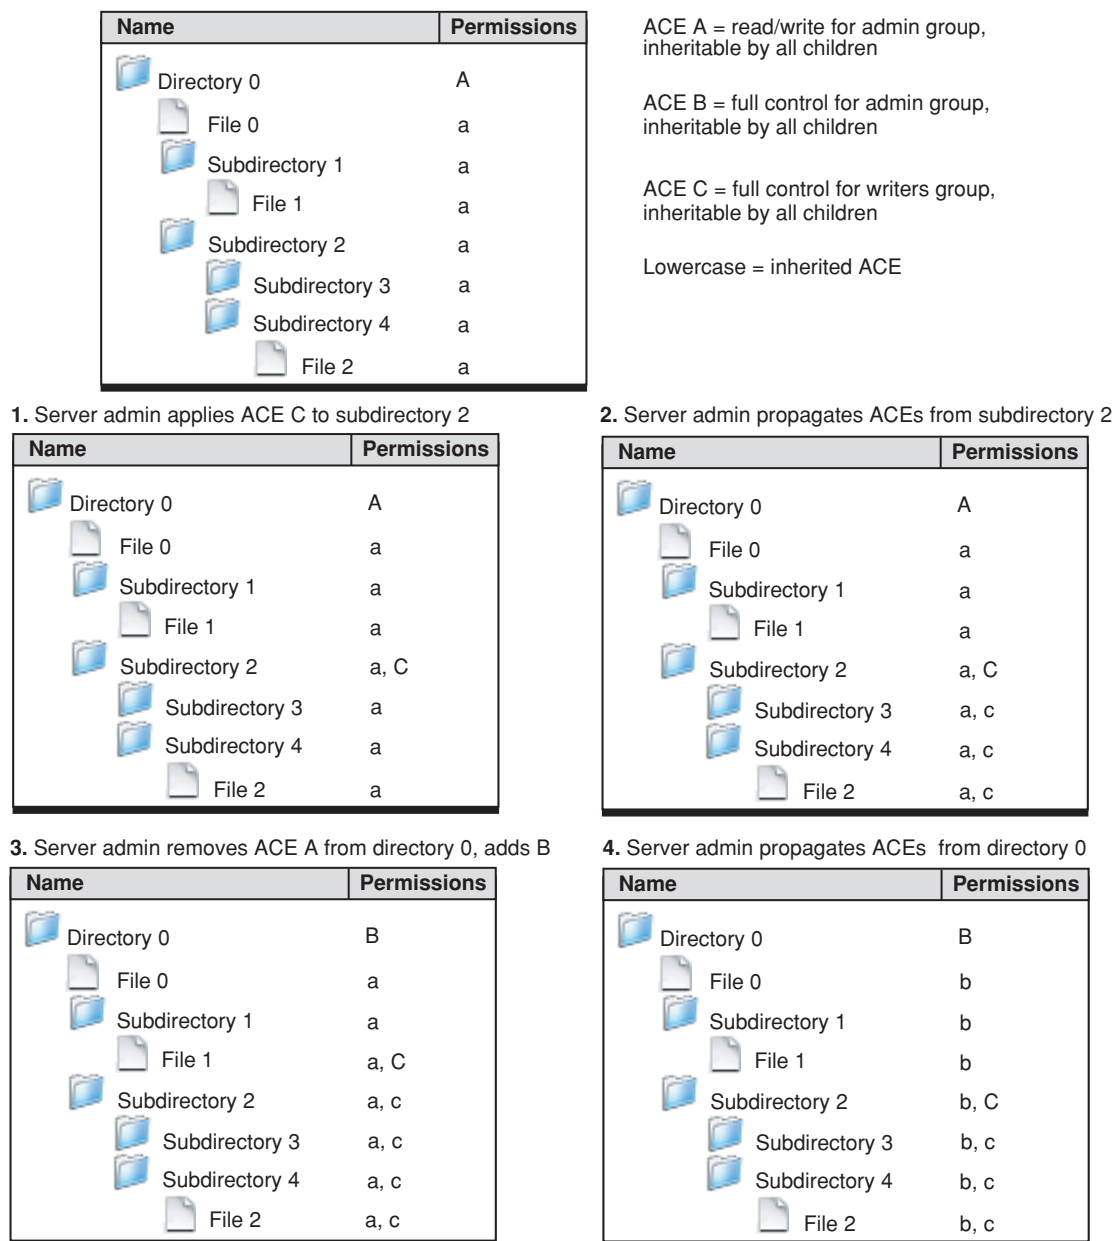 Name Permissions
Directory 0 A
File 0 a
Subdirectory 1 a
File 1 a
Subdirectory 2 a
Subdirectory 3 a
Subdirectory 4 a
File 2 a
ACE A = read/write for admin group,
inheritable by all children
ACE B = full control for admin group,
inheritable by all children
ACE C = full control for writers group,
inheritable by all children
Lowercase = inherited ACE
1. Server admin applies ACE C to subdirectory 2
Name Permissions
Directory 0 A
File 0 a
Subdirectory 1 a
File 1 a
Subdirectory 2 a, C
Subdirectory 3 a
Subdirectory 4 a
File 2 a
2. Server admin propagates ACEs from subdirectory 2
Name Permissions
Directory 0 A
File 0 a
Subdirectory 1 a
File 1 a
Subdirectory 2 a, C
Subdirectory 3 a, c
Subdirectory 4 a, c
File 2 a, c
3. Server admin removes ACE A from directory 0, adds B
Name Permissions
Directory 0 B
File 0 a
Subdirectory 1 a
File 1 a, C
Subdirectory 2 a, c
Subdirectory 3 a, c
Subdirectory 4 a, c
File 2 a, c
4. Server admin propagates ACEs from directory 0
Name Permissions
Directory 0 B
File 0 b
Subdirectory 1 b
File 1 b
Subdirectory 2 b, C
Subdirectory 3 b, c
Subdirectory 4 b, c
File 2 b, c